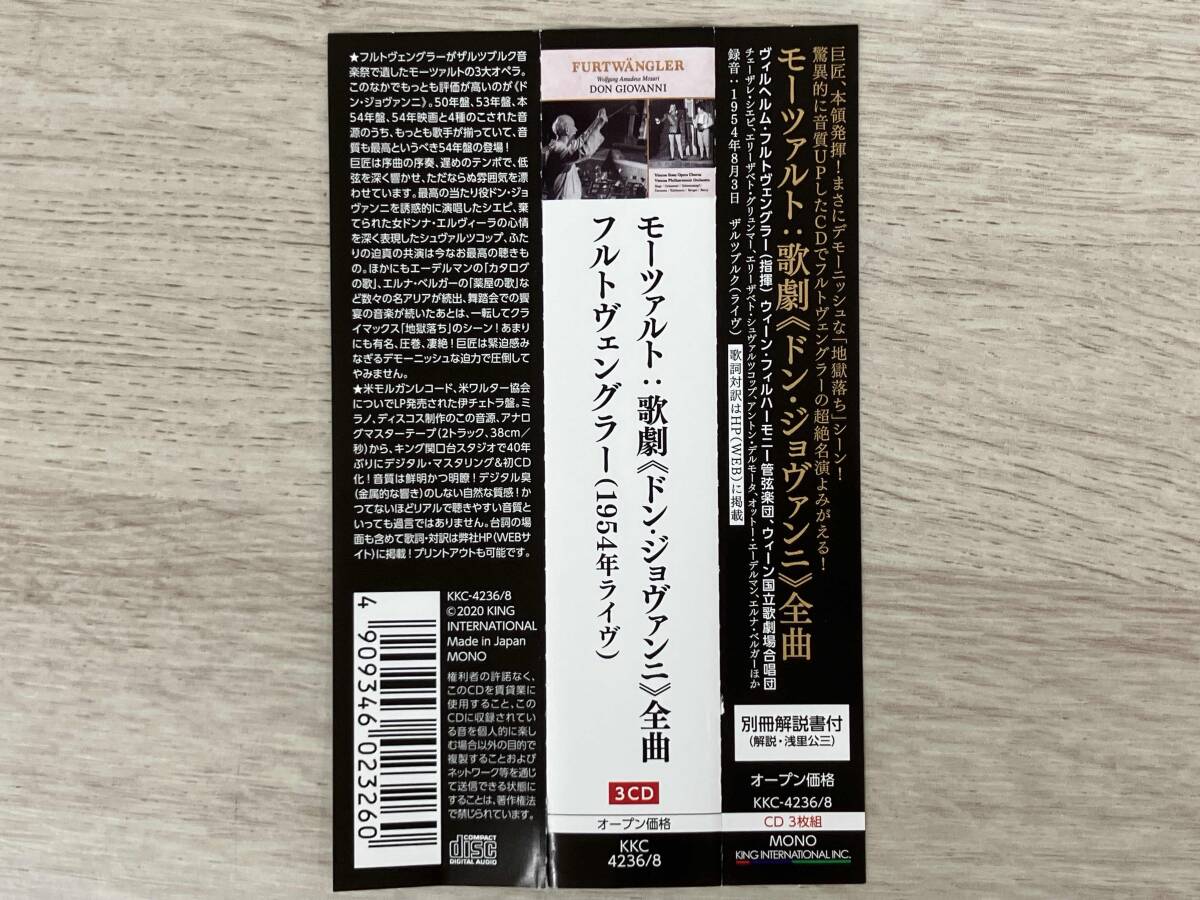 ★フルトヴェングラーがザルツブルク音
楽祭で遺したモーツァルトの3大オペラ。
このなかでもっとも評価が高いのが《ド
ン・ジョヴァンニ》。50年盤、53年盤、本
54年盤、54年映画と4種のこされた音
源のうち、もっとも歌手が揃っていて、音
質も最高というべき54年盤の登場！
巨匠は序曲の序奏、遅めのテンポで、低
弦を深く響かせ、ただならぬ雰囲気を漂
わせています。最高の当たり役ドン・ジョ
ヴァンニを誘惑的に演唱したシエピ、棄
てられた女ドンナ・エルヴィーラの心情
を深く表現したシュヴァルツコップ、ふた
りの迫真の共演は今なお最高の聴きも
の。ほかにもエーデルマンの「カタログ
の歌」、エルナ・ベルガーの「薬屋の歌」な
ど数々の名アリアが続出、舞踏会での饗
宴の音楽が続いたあとは、一転してクラ
イマックス「地獄落ち」のシーン！あまり
にも有名、圧巻、凄絶！巨匠は緊迫感み
なぎるデモーニッシュな迫力で圧倒して
やみません。
★米モルガンレコード、米ワルター協会
についでLP発売された伊チェトラ盤。ミ
ラノ、ディスコス制作のこの音源、アナロ
グマスターテープ(2トラック、38cm／
秒)から、キング関口台スタジオで40年
ぶりにデジタル・マスタリング&初CD
化！音質は鮮明かつ明瞭！デジタル臭
(金属的な響き)のしない自然な質感！か
つてないほどリアルで聴きやすい音質と
いっても過言ではありません。台詞の場
面も含めて歌詞・対訳は弊社HP(WEBサ
イト)に掲載！プリントアウトも可能です。
4 909346 023260
KKC-4236/8
©2020 KING
INTERNATIONAL
Made in Japan
MONO
権利者の許諾なく、
このCDを賃貸業に
使用すること、この
CDに収録されてい
る音を個人的に楽し
む場合以外の目的で
複製することおよび
ネットワーク等を通じ
て送信できる状態に
することは、著作権法
で禁じられています。
COMPACT
disc
DIGITAL AUDIO
FURTWÄNGLER
Wolfgang Amadeus Mozart
DON GIOVANNI
Vienna State Opera Chorus
Vienna Philharmonic Orchestra
モーツァルト：歌劇《ドン・ジョヴァンニ》全曲
フルトヴェングラー(1954年ライヴ)
3CD
オープン価格
KKC
4236/8
巨匠、本領発揮！まさにデモーニッシュな「地獄落ち」シーン！
驚異的に音質UPしたCDでフルトヴェングラーの超絶名演よみがえる！
モーツァルト：歌劇《ドン・ジョヴァンニ》全曲
ヴィルヘルム・フルトヴェングラー(指揮) ウィーン・フィルハーモニー管弦楽団、ウィーン国立歌劇場合唱団
チェーザレ・シエピ、エリーザベト・グリュンマー、エリーザベト・シュヴァルツコップ、アントン・デルモータ、オットー・エーデルマン、エルナ・ベルガーほか
録音：1954年8月3日 ザルツブルク(ライヴ) 歌詞対訳はHP(WEB)に掲載
別冊解説書付
(解説・浅里公三)
オープン価格
KKC-4236/8
CD 3枚組
MONO
KING INTERNATIONAL INC.